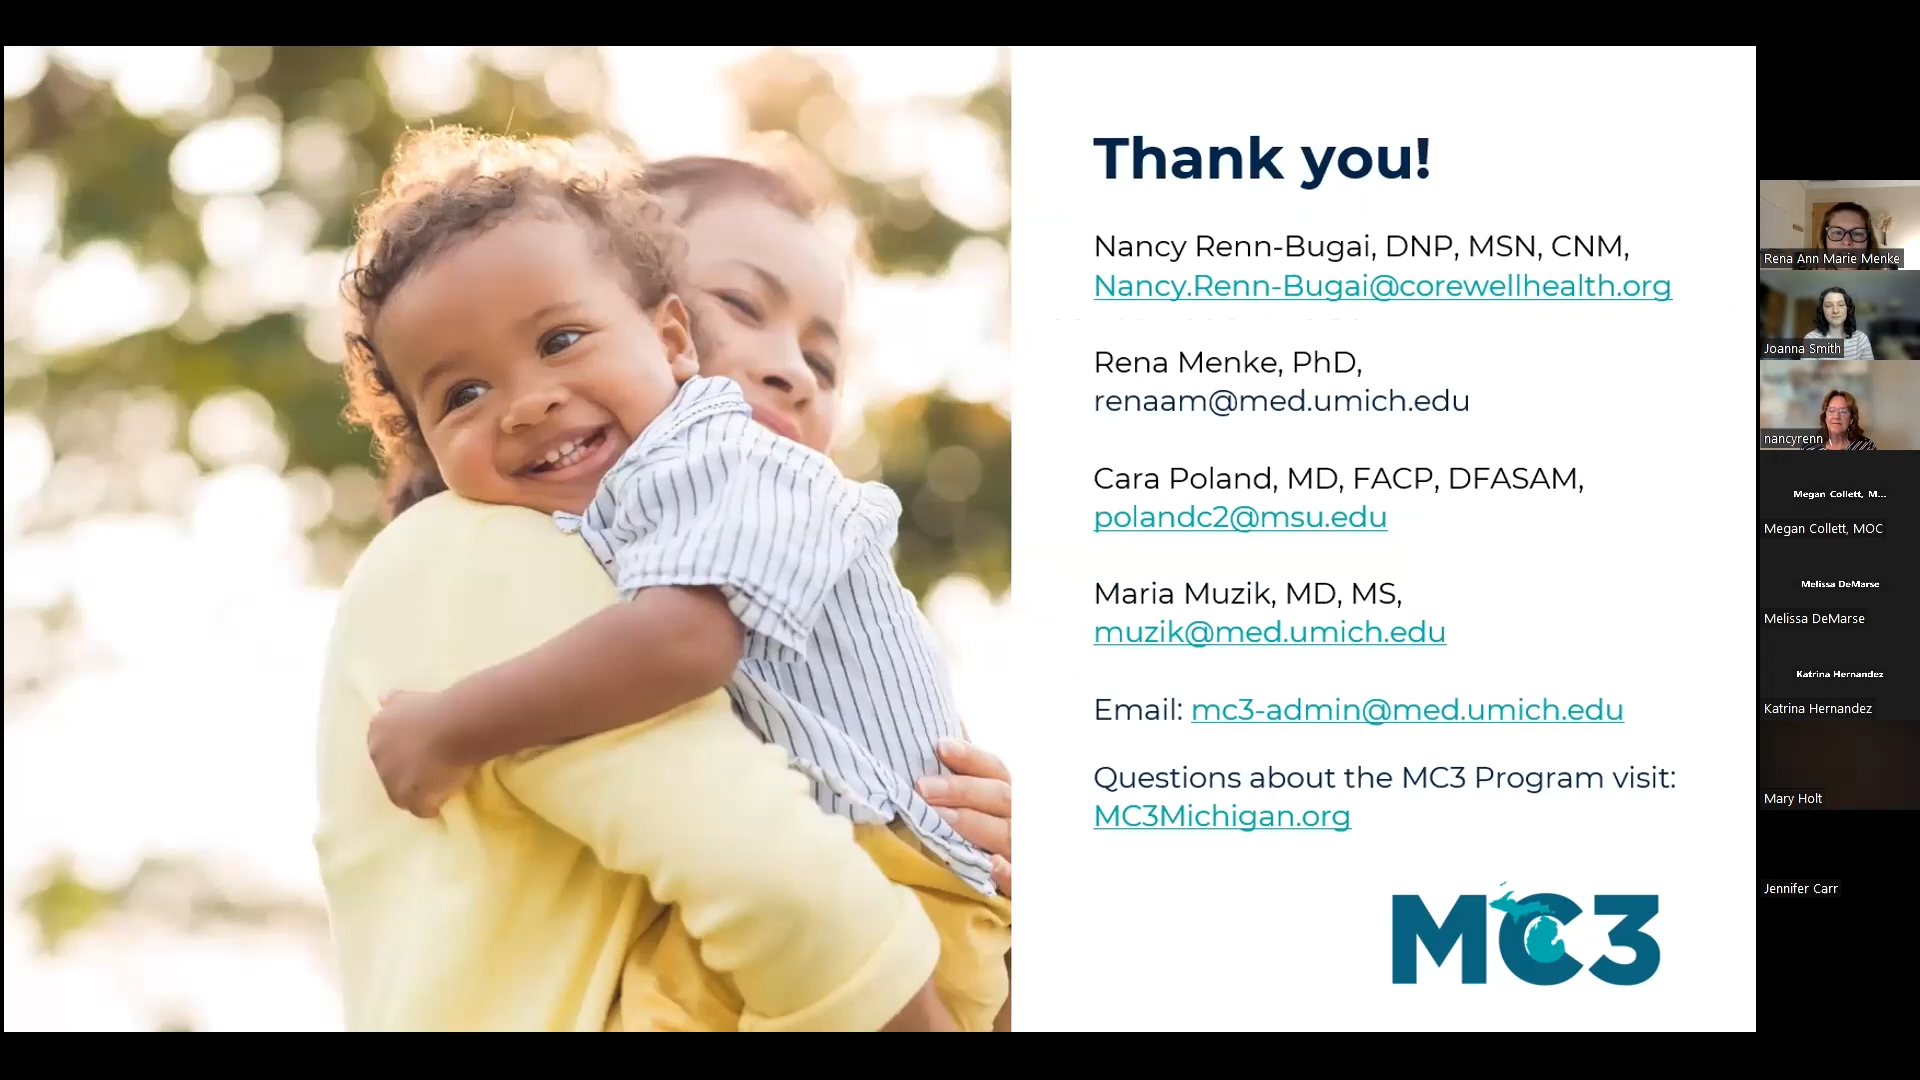 Thank you!
Nancy Renn-Bugai, DNP, MSN, CNM,
Nancy.Renn-Bugai@corewellhealth.org
Rena Menke, PhD,
renaam@med.umich.edu
Cara Poland, MD, FACP, DFASAM,
polandc2@msu.edu
Maria Muzik, MD, MS,
muzik@med.umich.edu
Email: mc3-admin@med.umich.edu
Questions about the MC3 Program visit:
MC3Michigan.org
MC3
Rena Ann Marie Menke
Joanna Smith
nancyrenn
Megan Collett, M...
Megan Collett, MOC
Melissa DeMarse
Melissa DeMarse
Katrina Hernandez
Katrina Hernandez
Mary Holt
Jennifer Carr